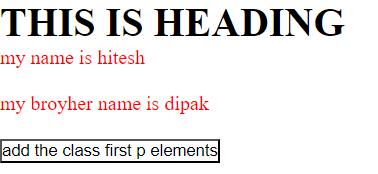 THIS IS HEADING
my name is hitesh
my broyher name is dipak
add the class first p elements